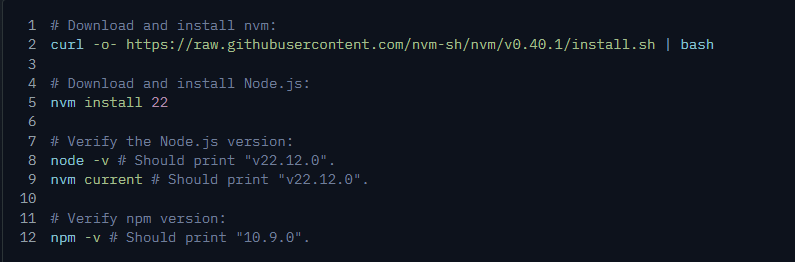 1 # Download and install nvm:
2 curl -o- https://raw.githubusercontent.com/nvm-sh/nvm/v0.40.1/install.sh | bash
3
4 # Download and install Node.js:
5 nvm install 22
6
7 # Verify the Node.js version:
8 node -v # Should print "v22.12.0".
9 nvm current # Should print "v22.12.0".
10
11 # Verify npm version:
12 npm -v # Should print "10.9.0".